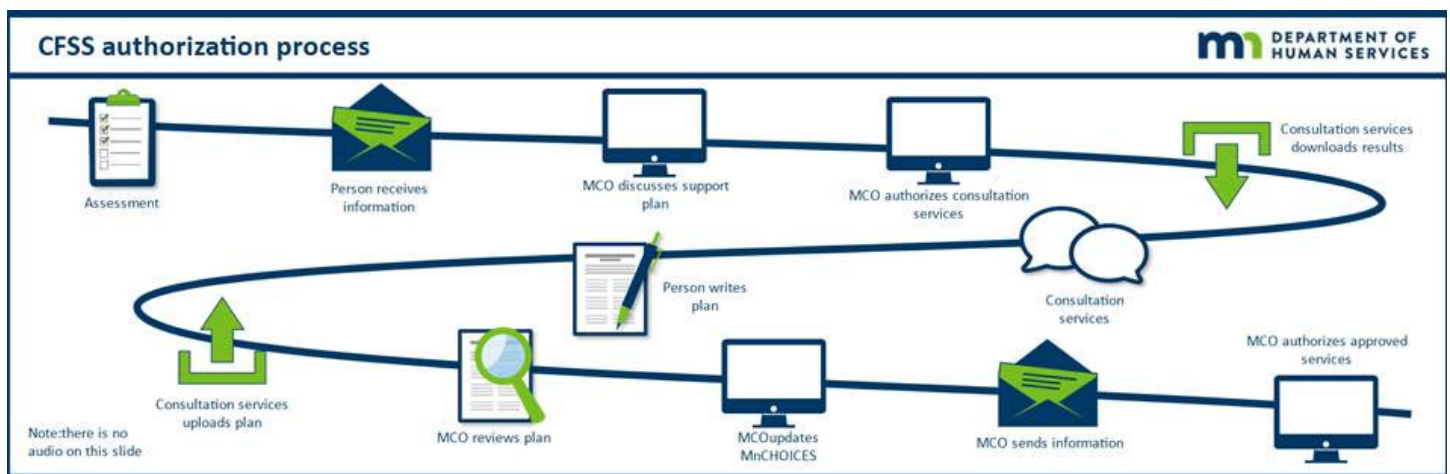 CFSS authorization process
DEPARTMENT OF
HUMAN SERVICES
Assessment
Person receives
information
MCO discusses support
plan
MCO authorizes consultation
services
Consultation services
downloads results
Consultation
services
Person writes
plan
Consultation services
uploads plan
MCO reviews plan
MCOupdates
MnCHOICES
MCO sends information
MCO authorizes approved
services
Note:there is no
audio on this slide